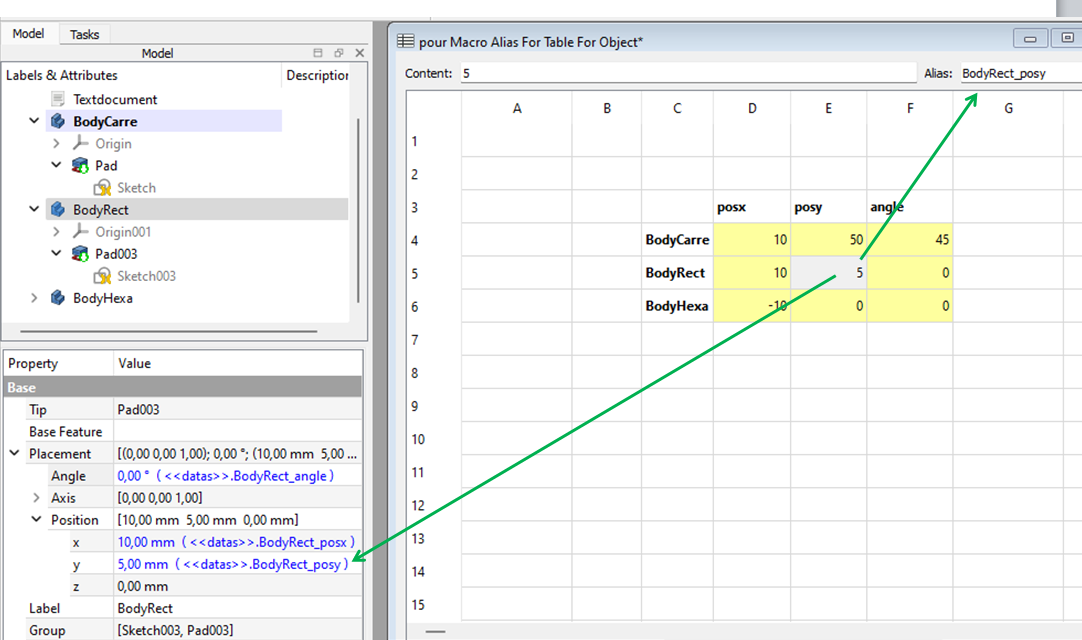 Model
Tasks
Model
Labels & Attributes
Description
Textdocument
BodyCarre
Origin
Pad
Sketch
BodyRect
Origin001
Pad003
Sketch003
BodyHexa
Property Value
Base
Tip Pad003
Base Feature
Placement [(0,00 0,00 1,00); 0,00 °; (10,00 mm 5,00 ...
Angle 0,00 ° ( <<datas>>.BodyRect_angle )
Axis [0,00 0,00 1,00]
Position [10,00 mm 5,00 mm 0,00 mm]
x 10,00 mm ( <<datas>>.BodyRect_posx )
y 5,00 mm ( <<datas>>.BodyRect_posy )
z 0,00 mm
Label BodyRect
Group [Sketch003, Pad003]
pour Macro Alias For Table For Object*
Content: 5 Alias: BodyRect_posy
A B C D E F G
1
2
3 posx posy angle
4 BodyCarre 10 50 45
5 BodyRect 10 5 0
6 BodyHexa -10 0 0
7
8
9
10
11
12
13
14
15